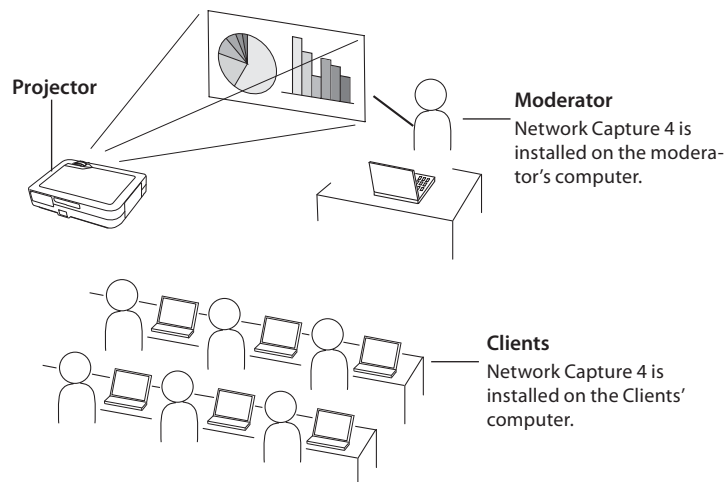 Projector
Moderator
Network Capture 4 is
installed on the modera-
tor's computer.
Clients
Network Capture 4 is
installed on the Clients'
computer.